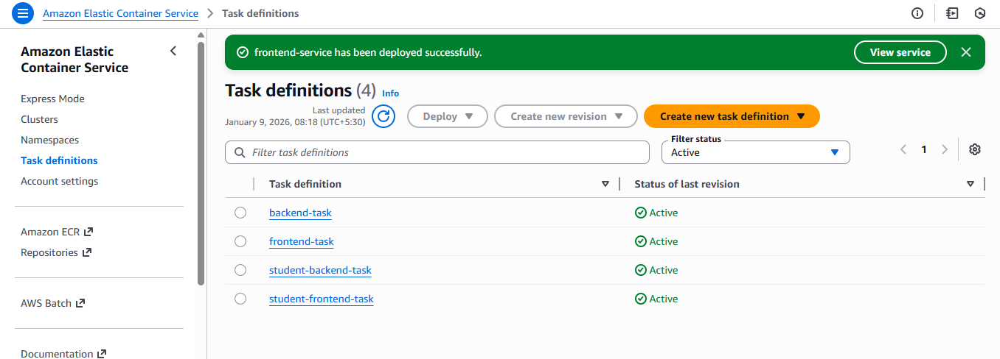 Amazon Elastic Container Service > Task definitions
Amazon Elastic
Container Service
Express Mode
Clusters
Namespaces
Task definitions
Account settings
Amazon ECR
Repositories
AWS Batch
Documentation
frontend-service has been deployed successfully.
View service
Task definitions (4) Info
Last updated
January 9, 2026, 08:18 (UTC+5:30)
Deploy
Create new revision
Create new task definition
Filter task definitions
Filter status
Active
1
Task definition Status of last revision
backend-task Active
frontend-task Active
student-backend-task Active
student-frontend-task Active